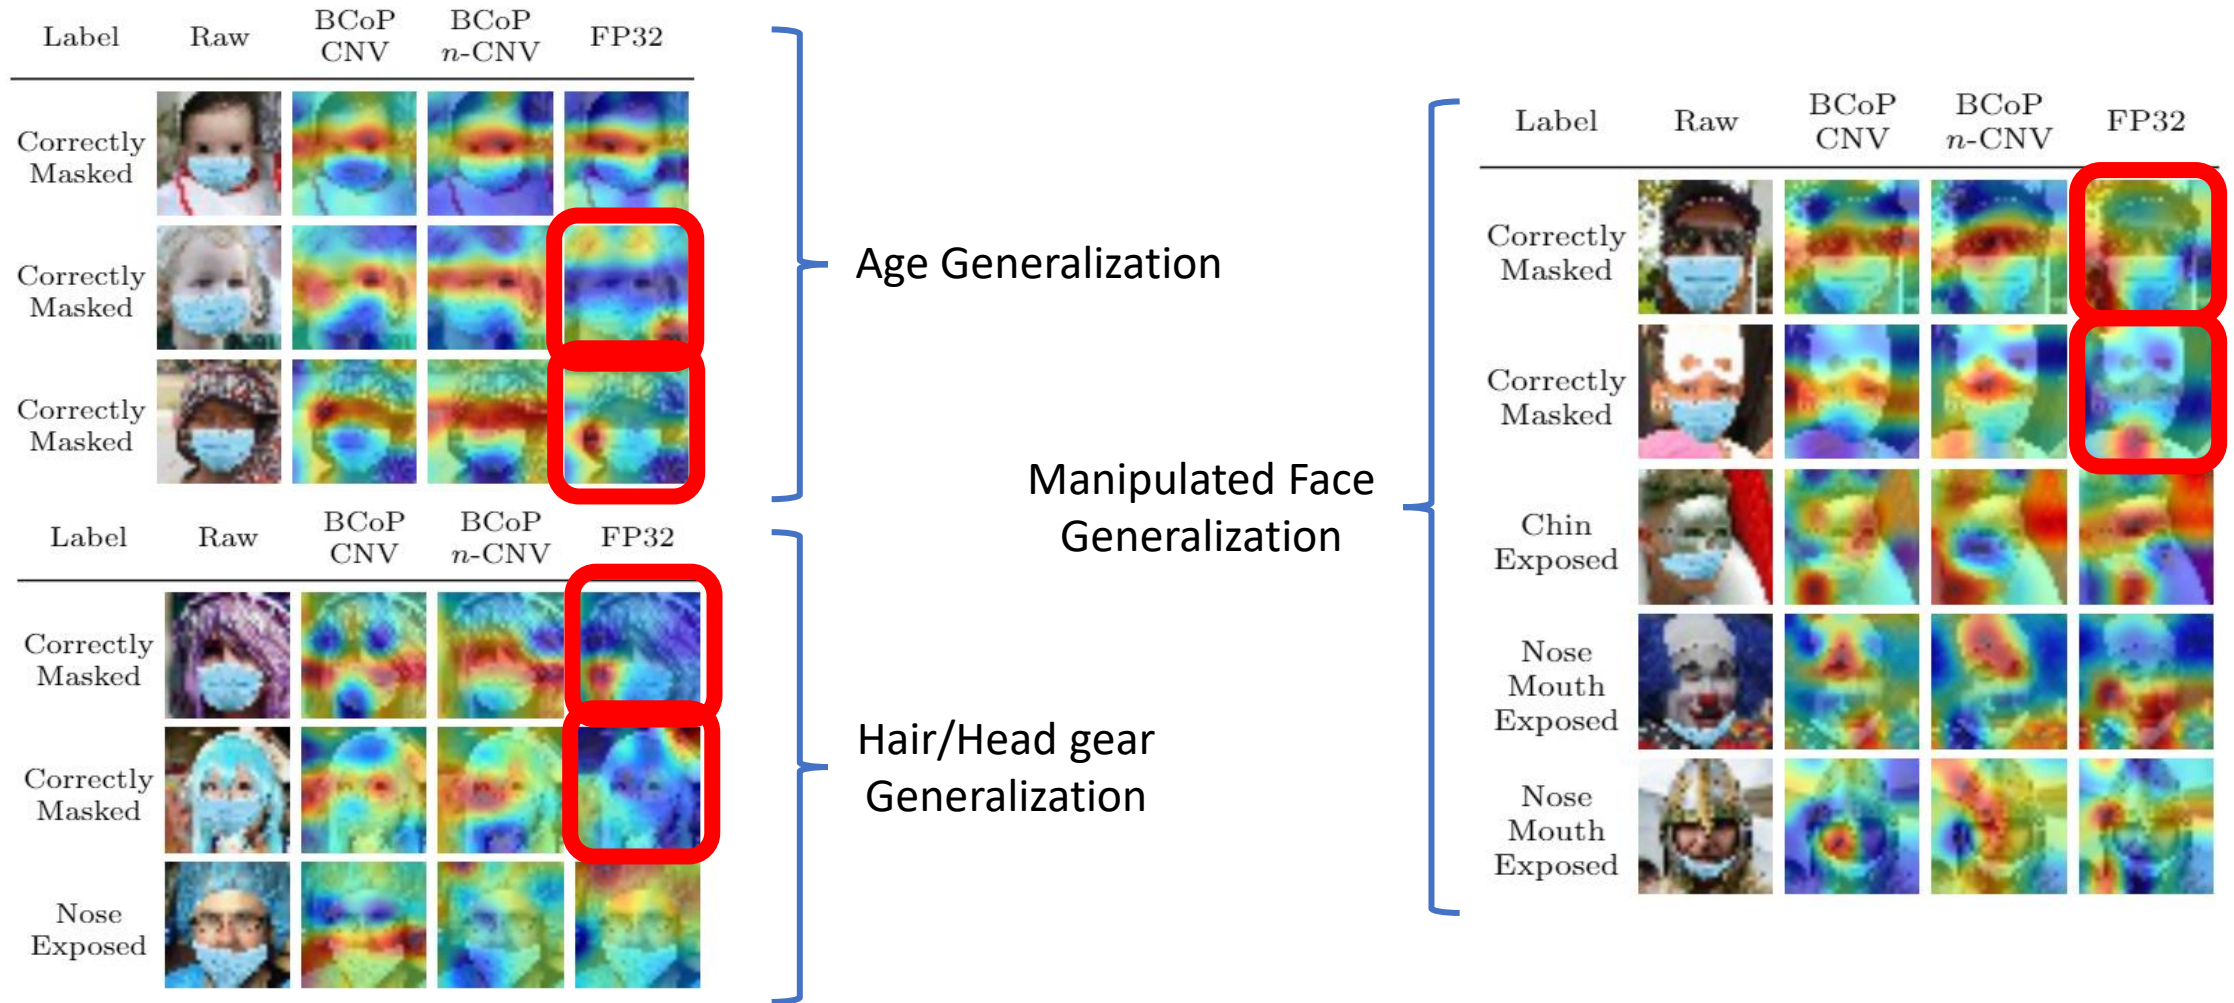 Label Raw BCoP CNV BCoP n-CNV FP32
Correctly
Masked
Correctly
Masked
Correctly
Masked
Age Generalization
Label Raw BCoP CNV BCoP n-CNV FP32
Correctly
Masked
Correctly
Masked
Nose
Exposed
Hair/Head gear
Generalization
Manipulated Face
Generalization
Label Raw BCoP CNV BCoP n-CNV FP32
Correctly
Masked
Correctly
Masked
Chin
Exposed
Nose
Mouth
Exposed
Nose
Mouth
Exposed